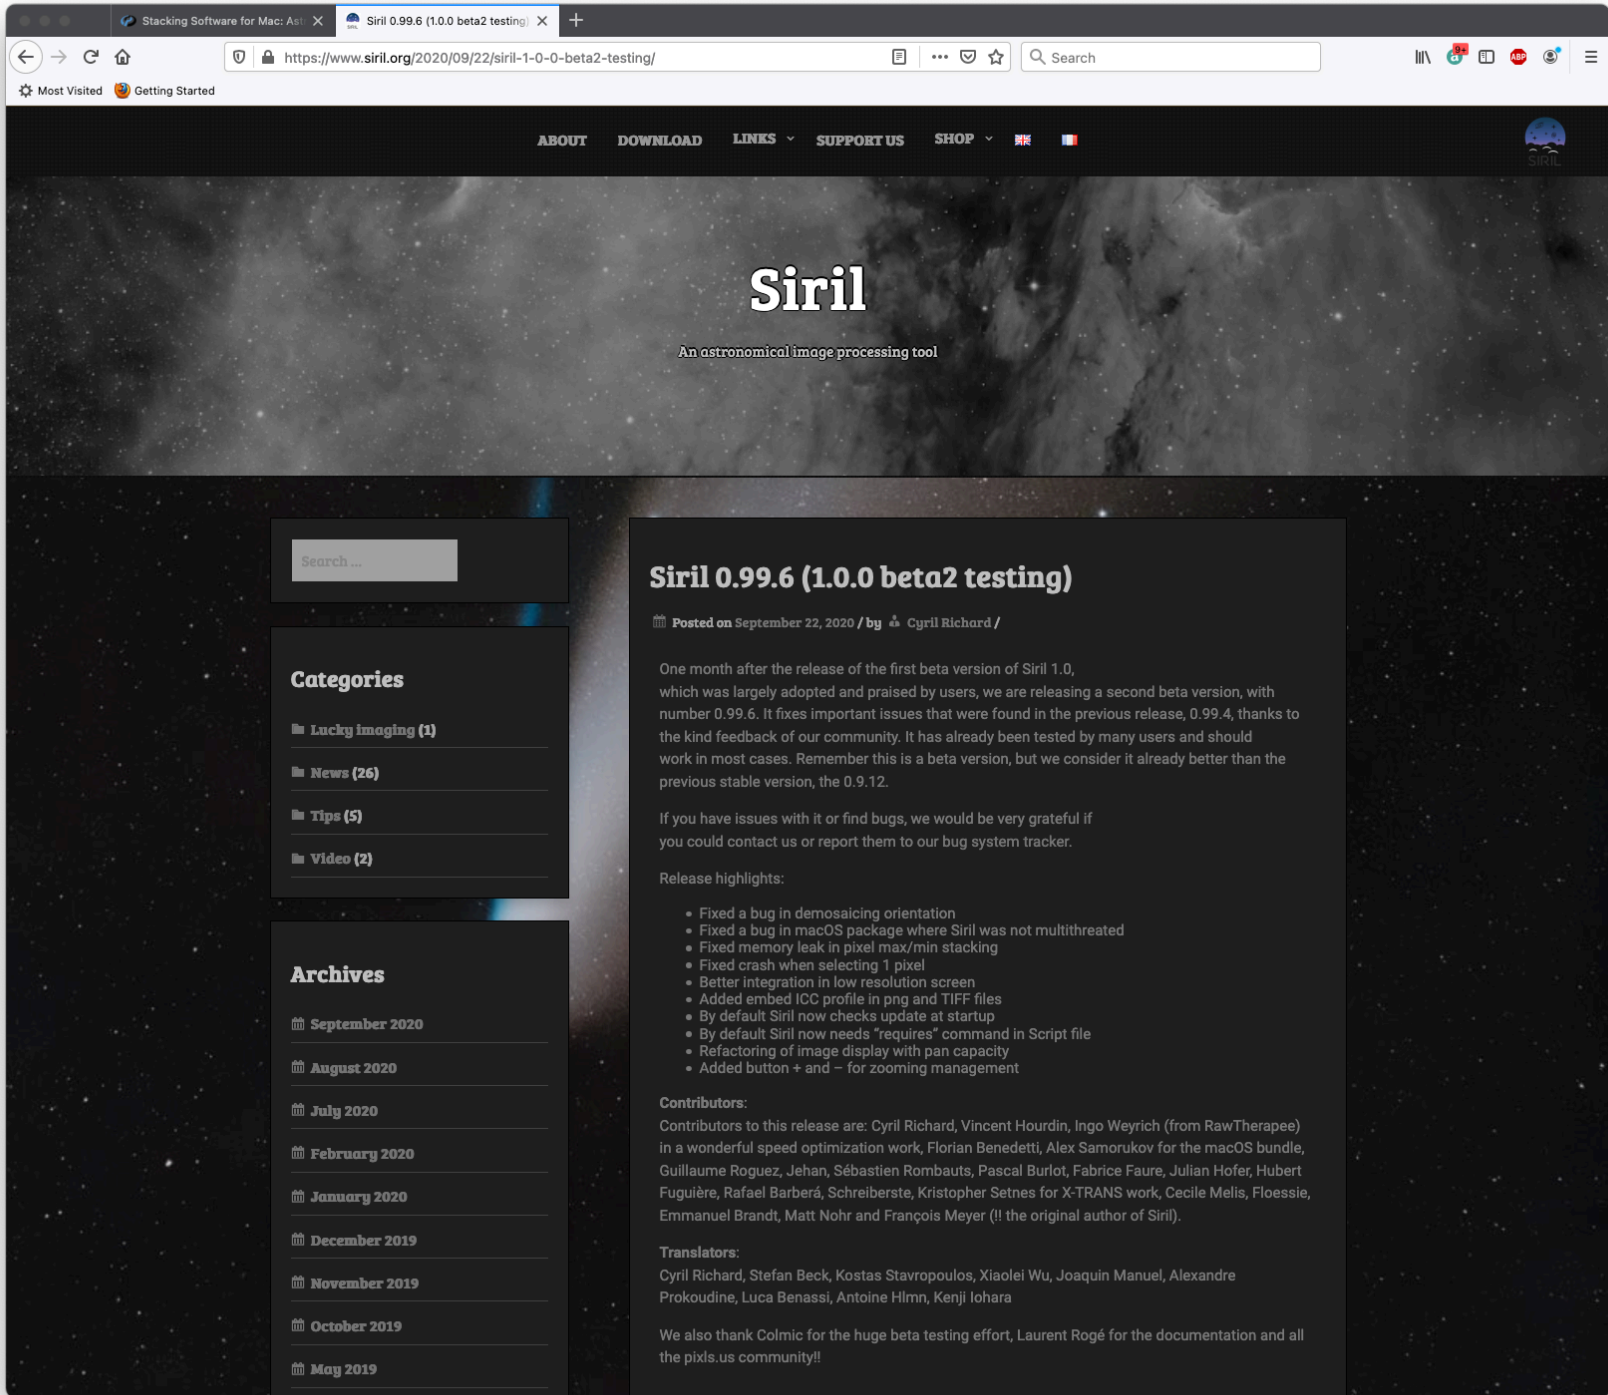 Stacking Software for Mac: Ast
Siril 0.99.6 (1.0.0 beta2 testing)
https://www.siril.org/2020/09/22/siril-1-0-0-beta2-testing/
Search
9+
a
ABP
Most Visited
Getting Started
ABOUT
DOWNLOAD
LINKS
SUPPORT US
SHOP
SIRIL
Siril
An astronomical image processing tool
Search ...
Categories
Lucky imaging (1)
News (26)
Tips (5)
Video (2)
Archives
September 2020
August 2020
July 2020
February 2020
January 2020
December 2019
November 2019
October 2019
May 2019
Siril 0.99.6 (1.0.0 beta2 testing)
Posted on September 22, 2020 / by Cyril Richard /
One month after the release of the first beta version of Siril 1.0,
which was largely adopted and praised by users, we are releasing a second beta version, with
number 0.99.6. It fixes important issues that were found in the previous release, 0.99.4, thanks to
the kind feedback of our community. It has already been tested by many users and should
work in most cases. Remember this is a beta version, but we consider it already better than the
previous stable version, the 0.9.12.
If you have issues with it or find bugs, we would be very grateful if
you could contact us or report them to our bug system tracker.
Release highlights:
• Fixed a bug in demosaicing orientation
• Fixed a bug in macOS package where Siril was not multithreated
• Fixed memory leak in pixel max/min stacking
• Fixed crash when selecting 1 pixel
• Better integration in low resolution screen
• Added embed ICC profile in png and TIFF files
• By default Siril now checks update at startup
• By default Siril now needs “requires” command in Script file
• Refactoring of image display with pan capacity
• Added button + and – for zooming management
Contributors:
Contributors to this release are: Cyril Richard, Vincent Hourdin, Ingo Weyrich (from RawTherapee)
in a wonderful speed optimization work, Florian Benedetti, Alex Samorukov for the macOS bundle,
Guillaume Roguez, Jehan, Sébastien Rombauts, Pascal Burlot, Fabrice Faure, Julian Hofer, Hubert
Fuguière, Rafael Barberá, Schreiberste, Kristopher Setnes for X-TRANS work, Cecile Melis, Floessie,
Emmanuel Brandt, Matt Nohr and François Meyer (!! the original author of Siril).
Translators:
Cyril Richard, Stefan Beck, Kostas Stavropoulos, Xiaolei Wu, Joaquin Manuel, Alexandre
Prokoudine, Luca Benassi, Antoine Hlmn, Kenji Iohara
We also thank Colmic for the huge beta testing effort, Laurent Rogé for the documentation and all
the pixls.us community!!